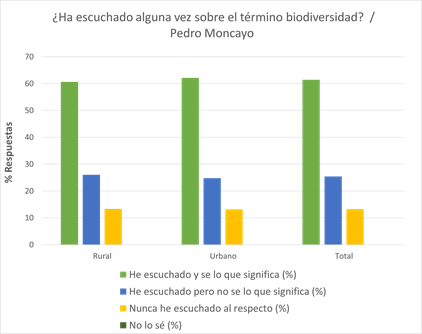 ¿Ha escuchado alguna vez sobre el término biodiversidad?  /
Pedro Moncayo
70
60
50
40
30
20
10
0
% Respuestas
Rural
Urbano
Total
He escuchado y se lo que significa (%)
He escuchado pero no se lo que significa (%)
Nunca he escuchado al respecto (%)
No lo sé (%)